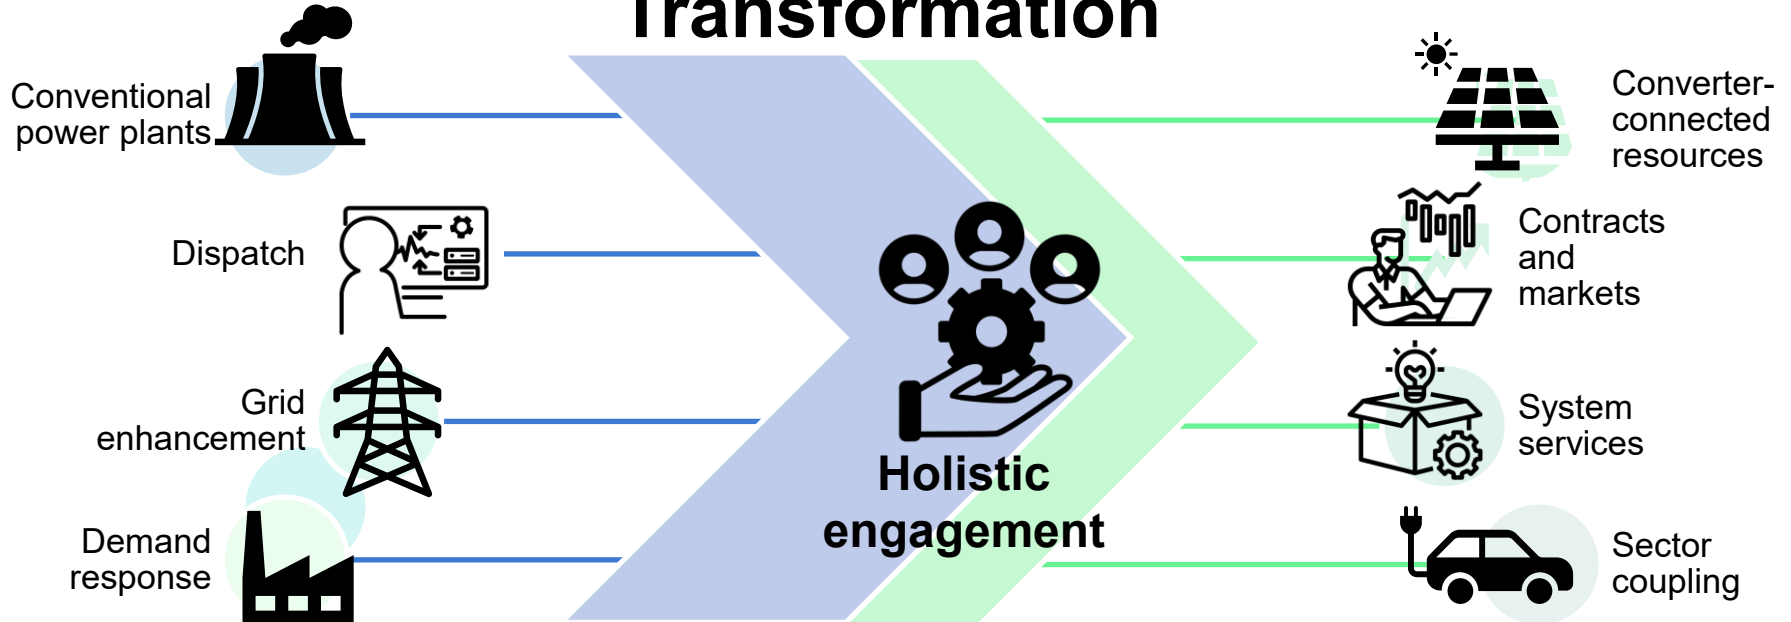 Transformation
Conventional
power plants
Dispatch
Grid
enhancement
Demand
response
Holistic
engagement
Converter-
connected
resources
Contracts
and
markets
System
services
Sector
coupling